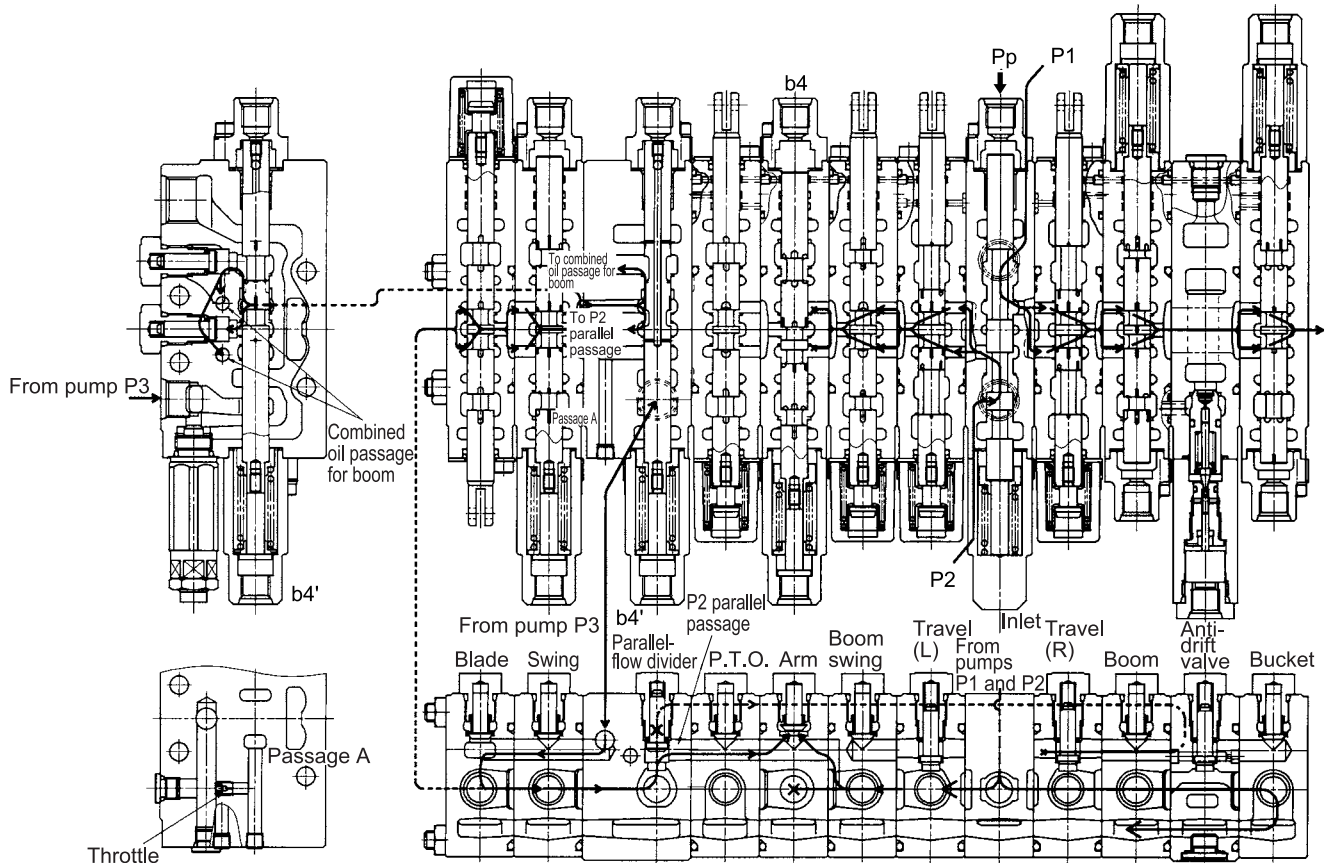 Pp
P1
b4
To combined
oil passage for
boom
To P2
parallel
passage
From pump P3
Passage A
Combined
oil passage
for boom
P2
b4'
b4'
From pump P3
Parallel-
flow divider
P2 parallel
passage
Inlet
Blade
Swing
P.T.O.
Arm
Boom
swing
Travel
(L)
From
pumps
P1 and P2
Travel
(R)
Boom
Anti-
drift
valve
Bucket
Passage A
Throttle